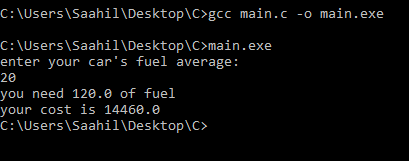 C:\Users\Saahil\Desktop\C>gcc main.c -o main.exe
C:\Users\Saahil\Desktop\C>main.exe
enter your car's fuel average:
20
you need 120.0 of fuel
your cost is 14460.0
C:\Users\Saahil\Desktop\C>